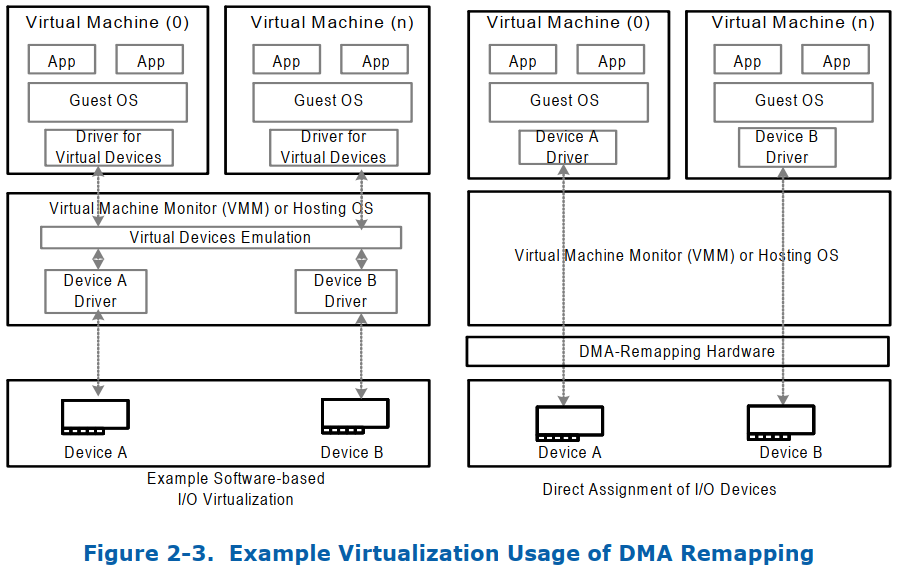 Virtual Machine (0)
Virtual Machine (n)
App
App
App
App
Guest OS
Guest OS
Driver for
Virtual Devices
Driver for
Virtual Devices
Virtual Machine Monitor (VMM) or Hosting OS
Virtual Devices Emulation
Device A
Driver
Device B
Driver
Device A
Device B
Example Software-based
I/O Virtualization
Virtual Machine (0)
Virtual Machine (n)
App
App
App
App
Guest OS
Guest OS
Device A
Driver
Device B
Driver
Virtual Machine Monitor (VMM) or Hosting OS
DMA-Remapping Hardware
Device A
Device B
Direct Assignment of I/O Devices
Figure 2-3. Example Virtualization Usage of DMA Remapping